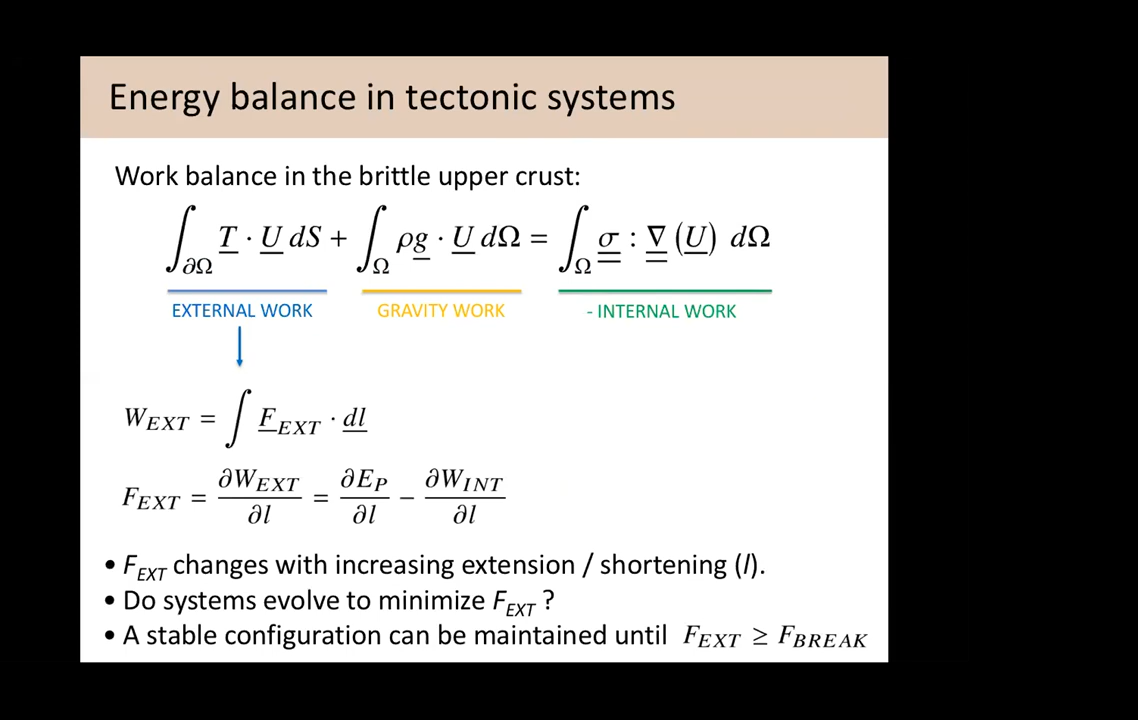 Energy balance in tectonic systems
Work balance in the brittle upper crust:
∫_∂Ω T · U dS + ∫_Ω ρg · U dΩ = ∫_Ω σ : ∇ (U) dΩ
EXTERNAL WORK GRAVITY WORK - INTERNAL WORK
W_EXT = ∫ F_EXT · dl
F_EXT = ∂W_EXT/∂l = ∂E_P/∂l − ∂W_INT/∂l
• F_EXT changes with increasing extension / shortening (l).
• Do systems evolve to minimize F_EXT ?
• A stable configuration can be maintained until F_EXT ≥ F_BREAK